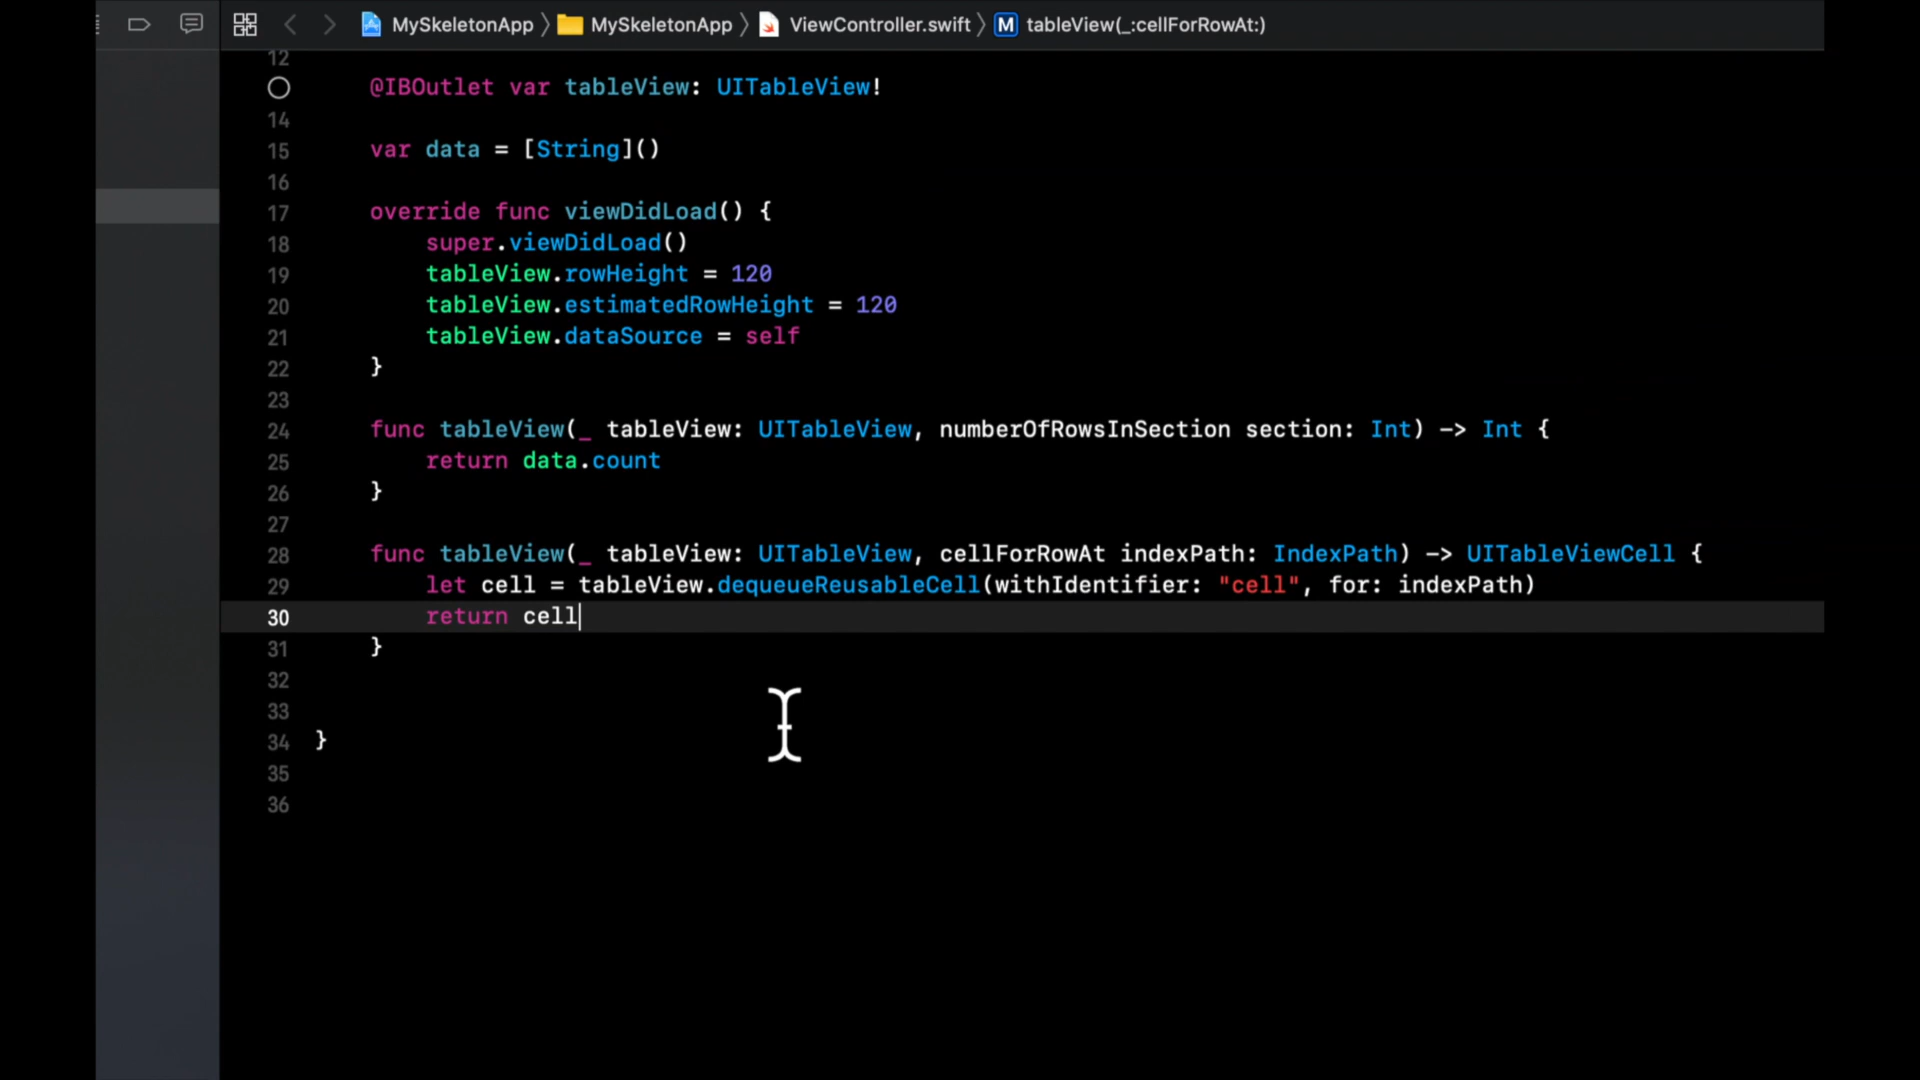 MySkeletonApp 〉 MySkeletonApp 〉 ViewController.swift 〉 M tableView(_:cellForRowAt:)
12
@IBOutlet var tableView: UITableView!
14
15 var data = [String]()
16
17 override func viewDidLoad() {
18 super.viewDidLoad()
19 tableView.rowHeight = 120
20 tableView.estimatedRowHeight = 120
21 tableView.dataSource = self
22 }
23
24 func tableView(_ tableView: UITableView, numberOfRowsInSection section: Int) -> Int {
25 return data.count
26 }
27
28 func tableView(_ tableView: UITableView, cellForRowAt indexPath: IndexPath) -> UITableViewCell {
29 let cell = tableView.dequeueReusableCell(withIdentifier: "cell", for: indexPath)
30 return cell
31 }
32
33
34 }
35
36